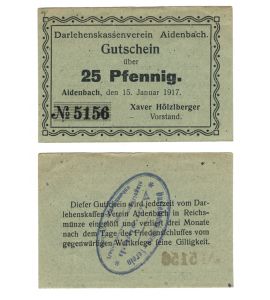 Darlehenskassenverein Aidenbach.
Gutschein
über
25 Pfennig.
Aidenbach, den 15. Januar 1917.
№ 5156
Xaver Hölzlberger
Vorstand.
Dieser Gutschein wird jederzeit vom Dar-
lehenskassen-Verein Aidenbach in Reichs-
münze eingelöst und verliert drei Monate
nach dem Tage des Friedensschlusses vom
gegenwärtigen Weltkriege seine Gültigkeit.